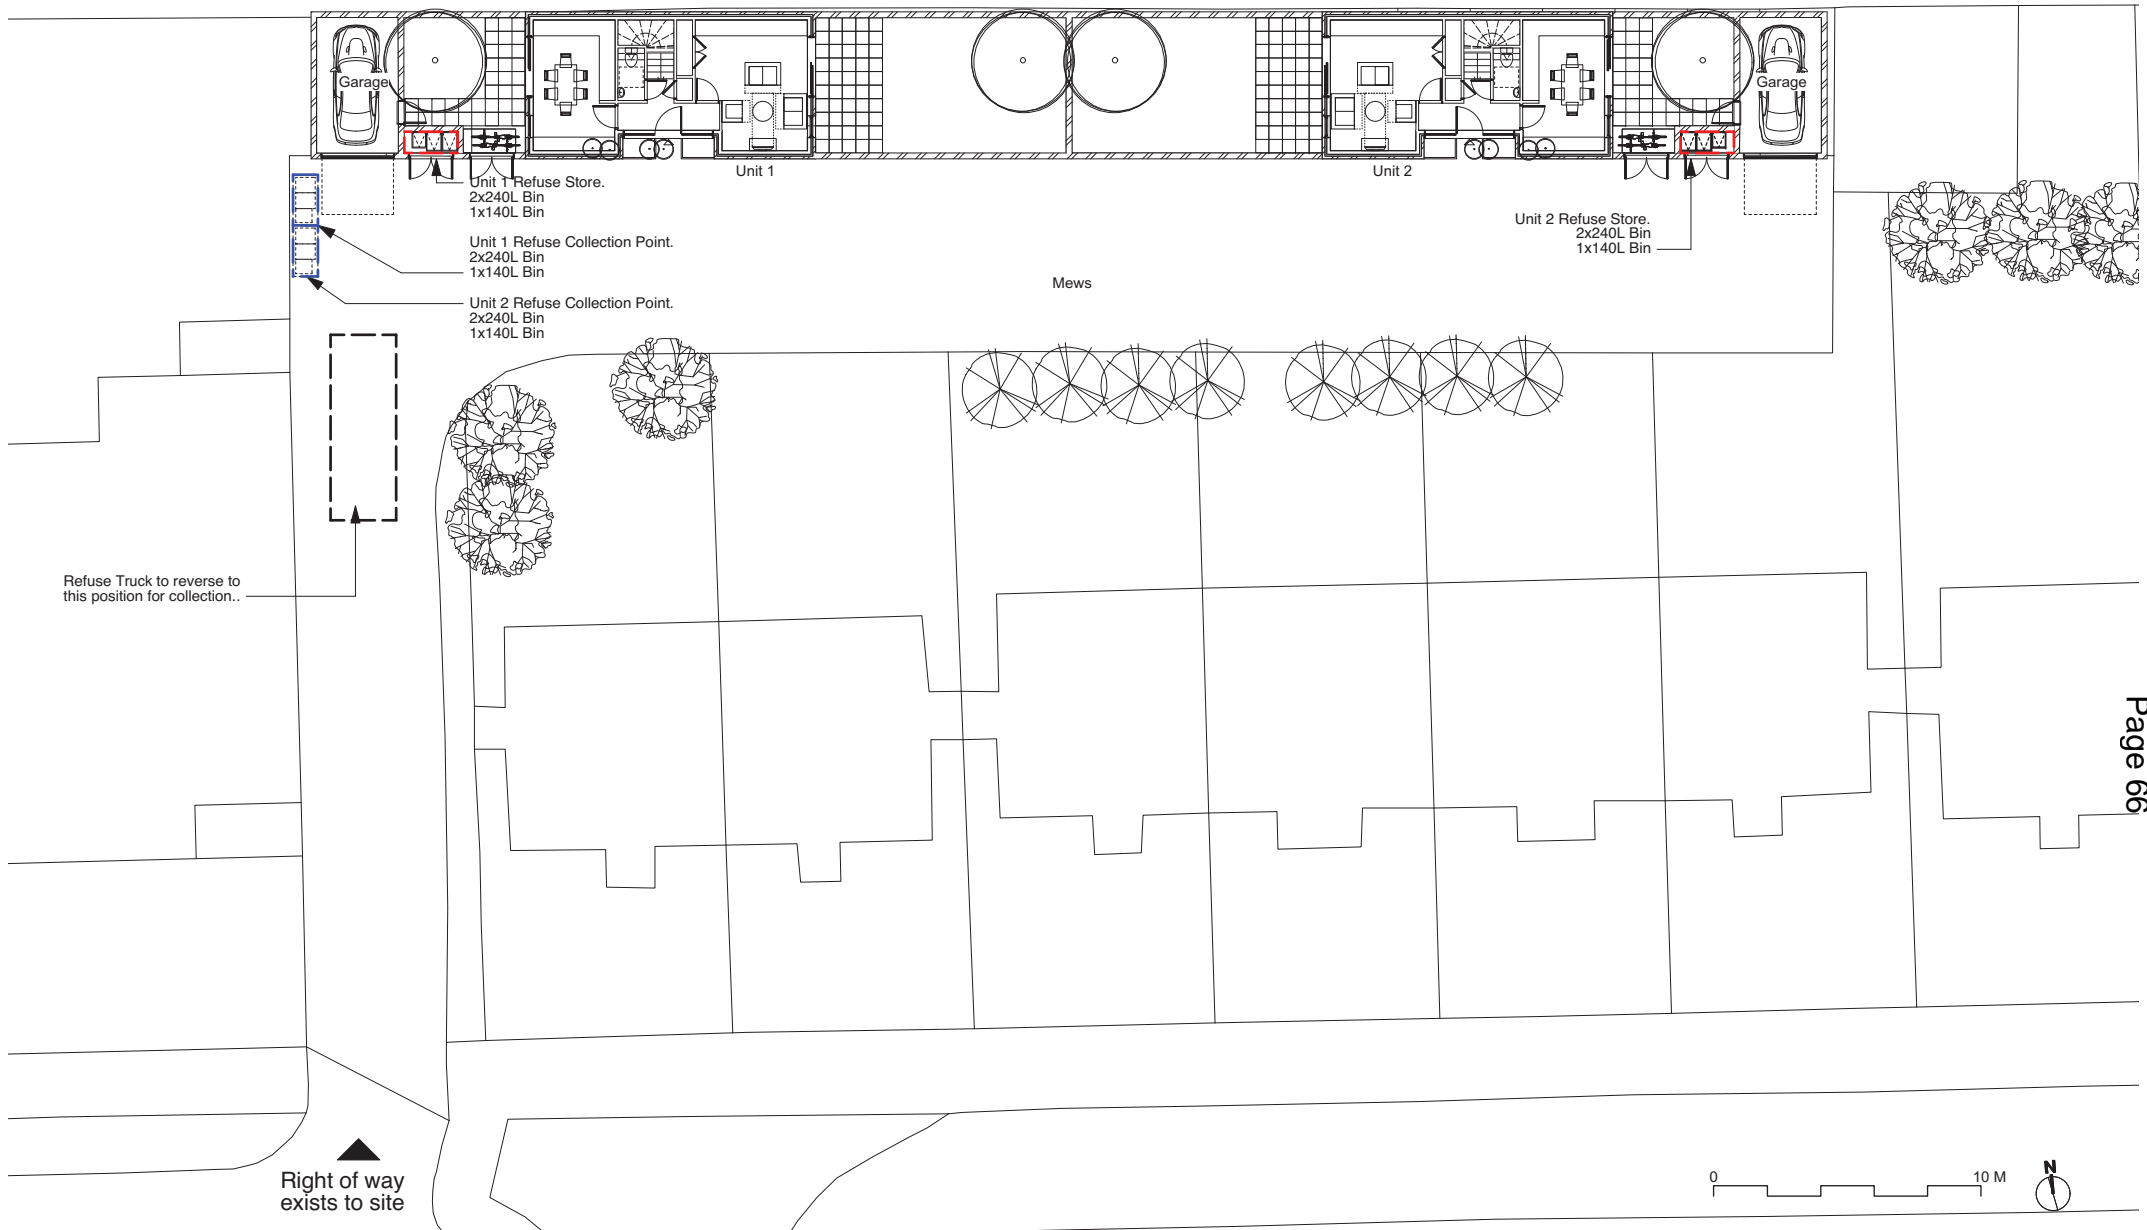 Garage
Garage
Unit 1
Unit 2
Unit 1 Refuse Store.
2x240L Bin
1x140L Bin
Unit 2 Refuse Store.
2x240L Bin
1x140L Bin
Unit 1 Refuse Collection Point.
2x240L Bin
1x140L Bin
Mews
Unit 2 Refuse Collection Point.
2x240L Bin
1x140L Bin
Refuse Truck to reverse to
this position for collection..
Page 66
Right of way
exists to site
0
10 M
N